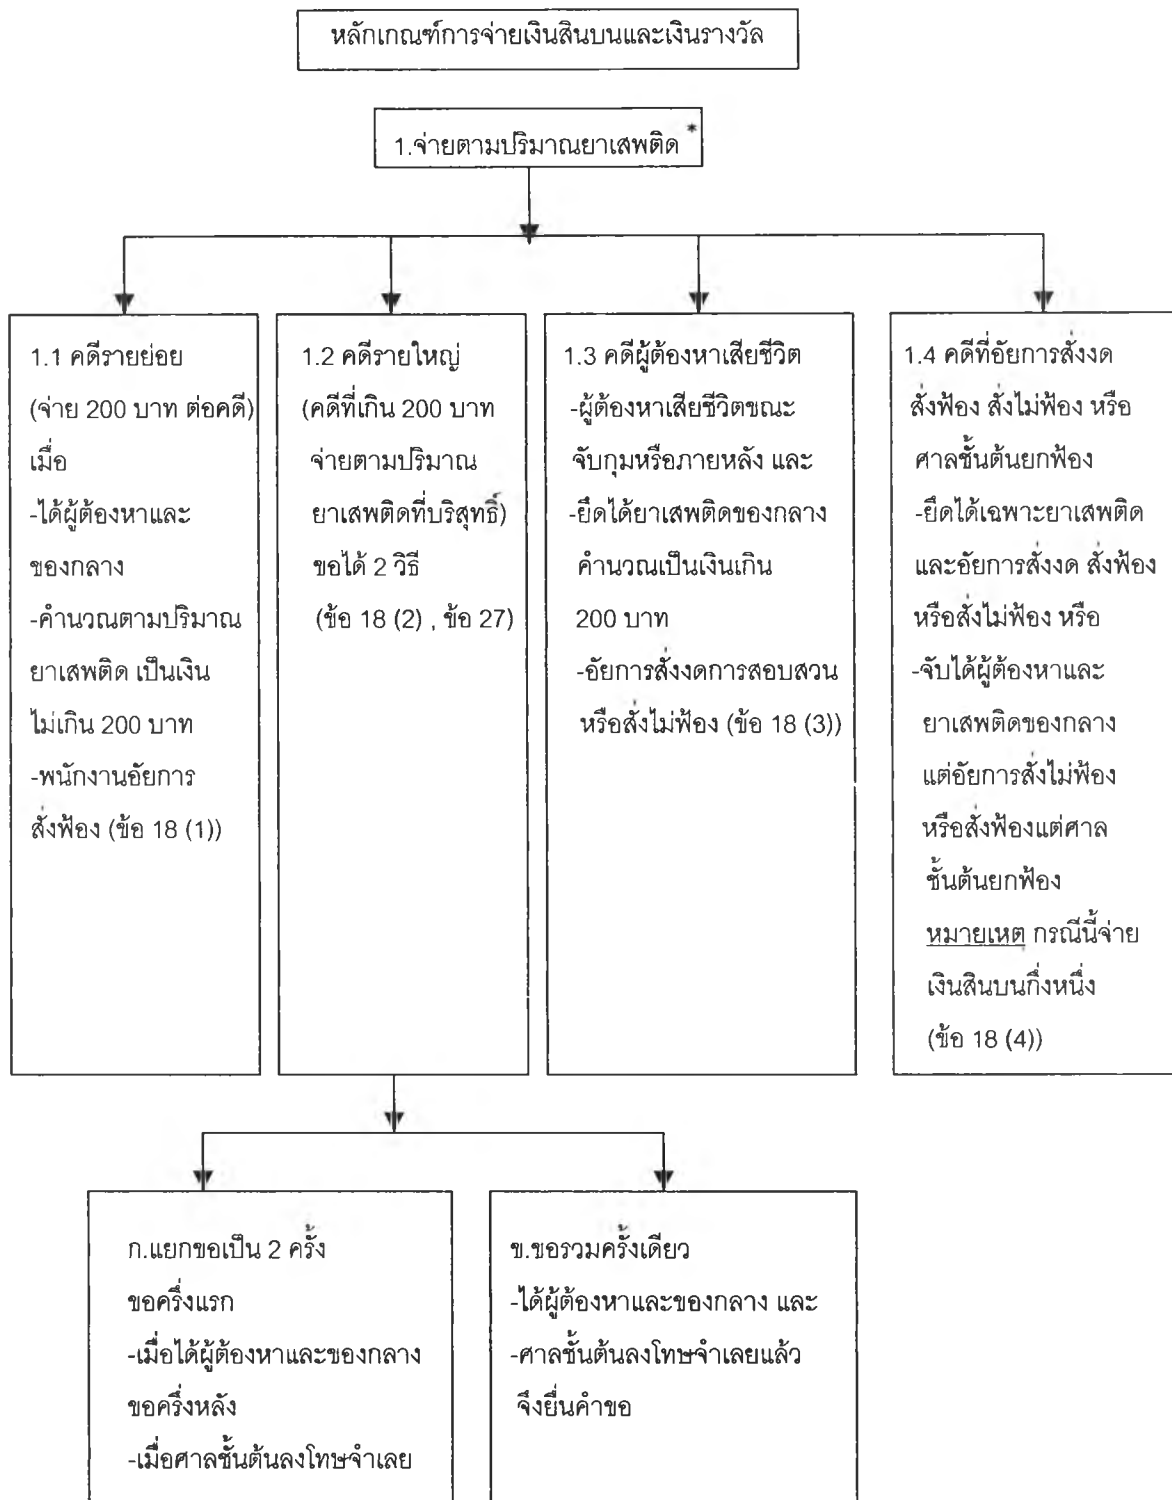 หลักเกณฑ์การจ่ายเงินสินบนและเงินรางวัล
1.จ่ายตามปริมาณยาเสพติด *
1.1 คดีรายย่อย
(จ่าย 200 บาท ต่อคดี)
เมื่อ
-ได้ผู้ต้องหาและ
ของกลาง
-คำนวณตามปริมาณ
ยาเสพติด เป็นเงิน
ไม่เกิน 200 บาท
-พนักงานอัยการ
สั่งฟ้อง (ข้อ 18 (1))
1.2 คดีรายใหญ่
(คดีที่เกิน 200 บาท
จ่ายตามปริมาณ
ยาเสพติดที่บริสุทธิ์)
ขอได้ 2 วิธี
(ข้อ 18 (2) , ข้อ 27)
1.3 คดีผู้ต้องหาเสียชีวิต
-ผู้ต้องหาเสียชีวิตขณะ
จับกุมหรือภายหลัง และ
-ยึดได้ยาเสพติดของกลาง
คำนวณเป็นเงินเกิน
200 บาท
-อัยการสั่งงดการสอบสวน
หรือสั่งไม่ฟ้อง (ข้อ 18 (3))
1.4 คดีที่อัยการสั่งงด
สั่งฟ้อง สั่งไม่ฟ้อง หรือ
ศาลชั้นต้นยกฟ้อง
-ยึดได้เฉพาะยาเสพติด
และอัยการสั่งงด สั่งฟ้อง
หรือสั่งไม่ฟ้อง หรือ
-จับได้ผู้ต้องหาและ
ยาเสพติดของกลาง
แต่อัยการสั่งไม่ฟ้อง
หรือสั่งฟ้องแต่ศาล
ชั้นต้นยกฟ้อง
หมายเหตุ กรณีนี้จ่าย
เงินสินบนกึ่งหนึ่ง
(ข้อ 18 (4))
ก.แยกขอเป็น 2 ครั้ง
ขอครึ่งแรก
-เมื่อได้ผู้ต้องหาและของกลาง
ขอครึ่งหลัง
-เมื่อศาลชั้นต้นลงโทษจำเลย
ข.ขอรวมครั้งเดียว
-ได้ผู้ต้องหาและของกลาง และ
-ศาลชั้นต้นลงโทษจำเลยแล้ว
จึงยื่นคำขอ